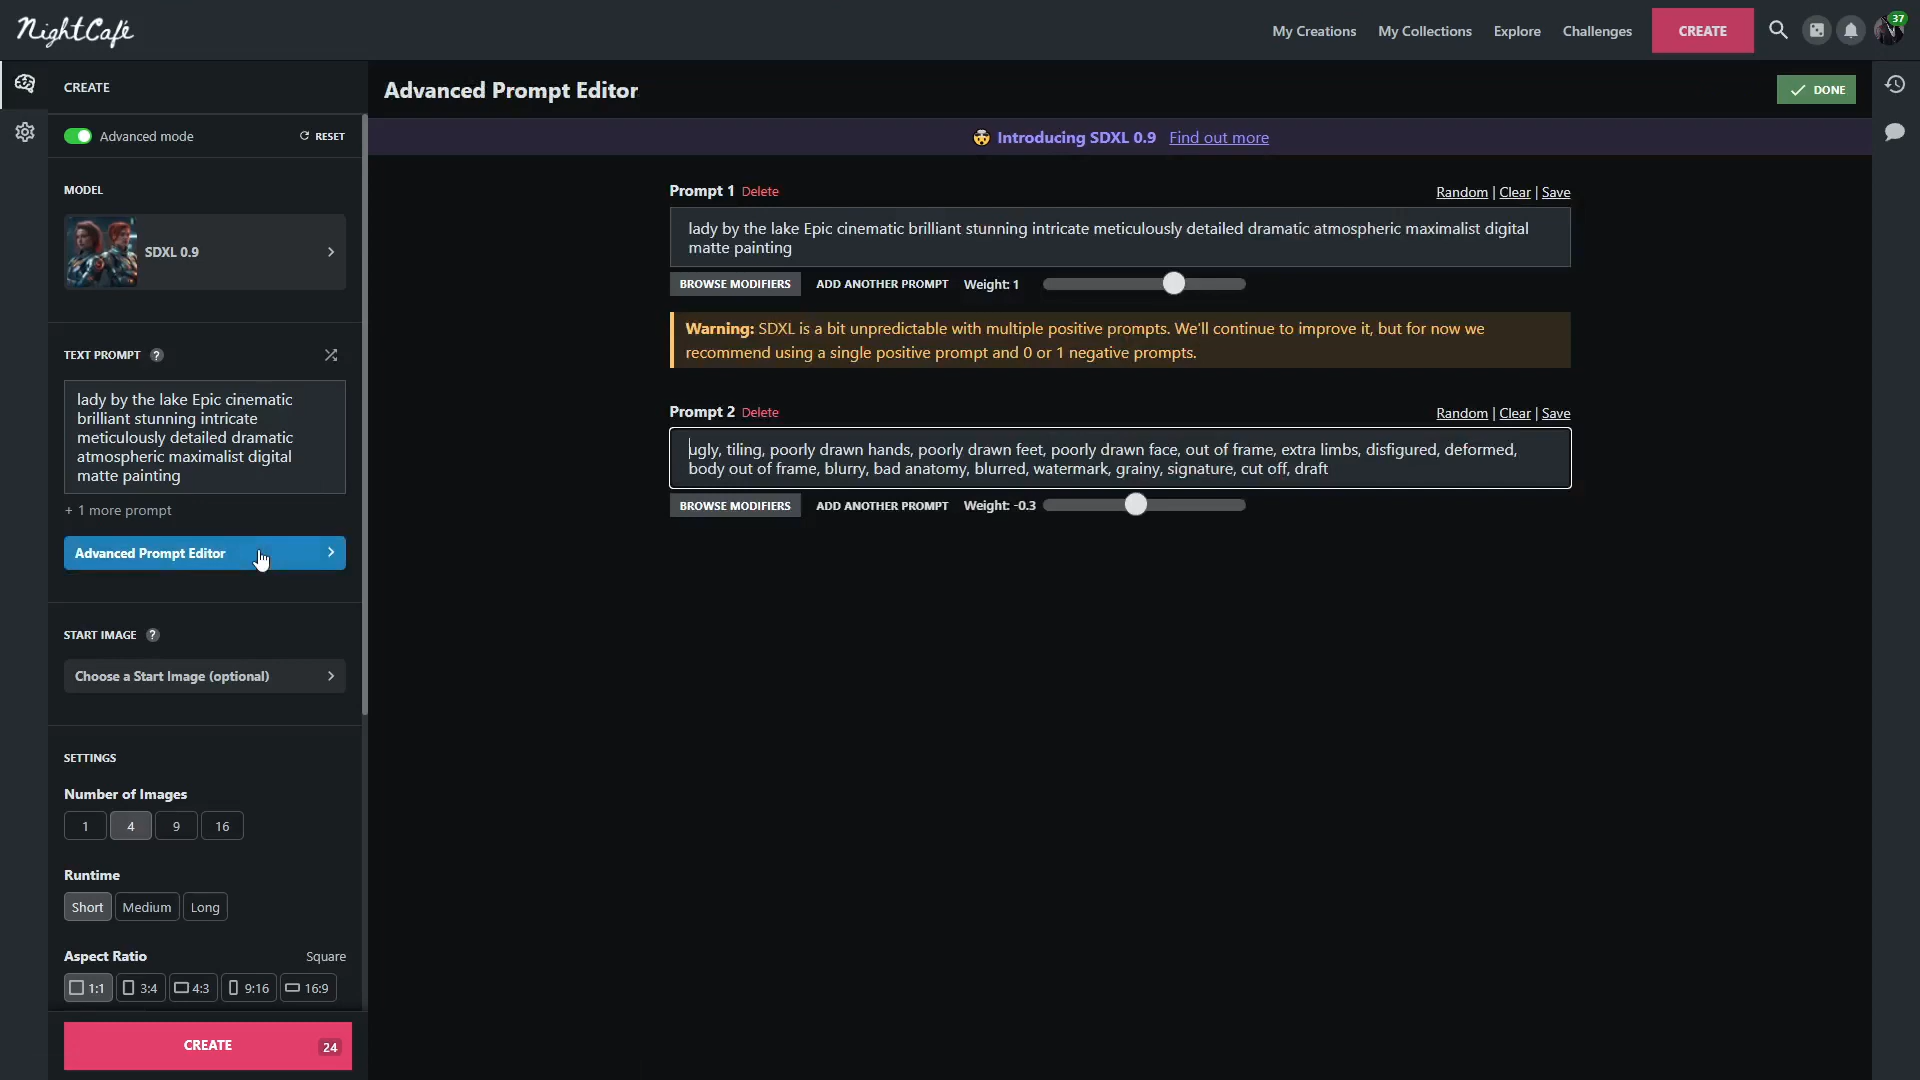 NightCafé
My Creations
My Collections
Explore
Challenges
CREATE
37
CREATE
Advanced mode
RESET
MODEL
SDXL 0.9
TEXT PROMPT ?
lady by the lake Epic cinematic
brilliant stunning intricate
meticulously detailed dramatic
atmospheric maximalist digital
matte painting
+ 1 more prompt
Advanced Prompt Editor
START IMAGE ?
Choose a Start Image (optional)
SETTINGS
Number of Images
1 4 9 16
Runtime
Short Medium Long
Aspect Ratio Square
1:1 3:4 4:3 9:16 16:9
CREATE 24
Advanced Prompt Editor
DONE
Introducing SDXL 0.9 Find out more
Prompt 1 Delete
Random | Clear | Save
lady by the lake Epic cinematic brilliant stunning intricate meticulously detailed dramatic atmospheric maximalist digital
matte painting
BROWSE MODIFIERS ADD ANOTHER PROMPT Weight: 1
Warning: SDXL is a bit unpredictable with multiple positive prompts. We'll continue to improve it, but for now we
recommend using a single positive prompt and 0 or 1 negative prompts.
Prompt 2 Delete
Random | Clear | Save
ugly, tiling, poorly drawn hands, poorly drawn feet, poorly drawn face, out of frame, extra limbs, disfigured, deformed,
body out of frame, blurry, bad anatomy, blurred, watermark, grainy, signature, cut off, draft
BROWSE MODIFIERS ADD ANOTHER PROMPT Weight: -0.3